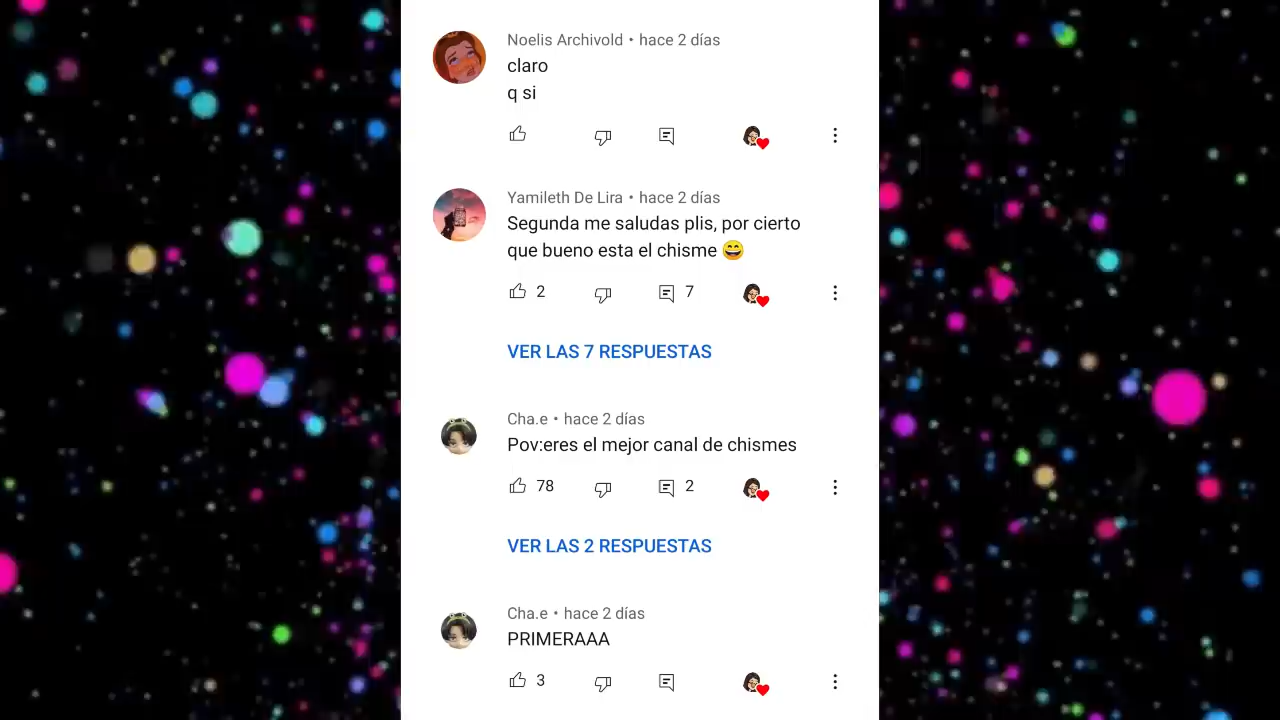 Noelis Archivold • hace 2 días
claro
q si
Yamileth De Lira • hace 2 días
Segunda me saludas plis, por cierto
que bueno esta el chisme 😄
2 7
VER LAS 7 RESPUESTAS
Cha.e • hace 2 días
Pov:eres el mejor canal de chismes
78 2
VER LAS 2 RESPUESTAS
Cha.e • hace 2 días
PRIMERAAA
3